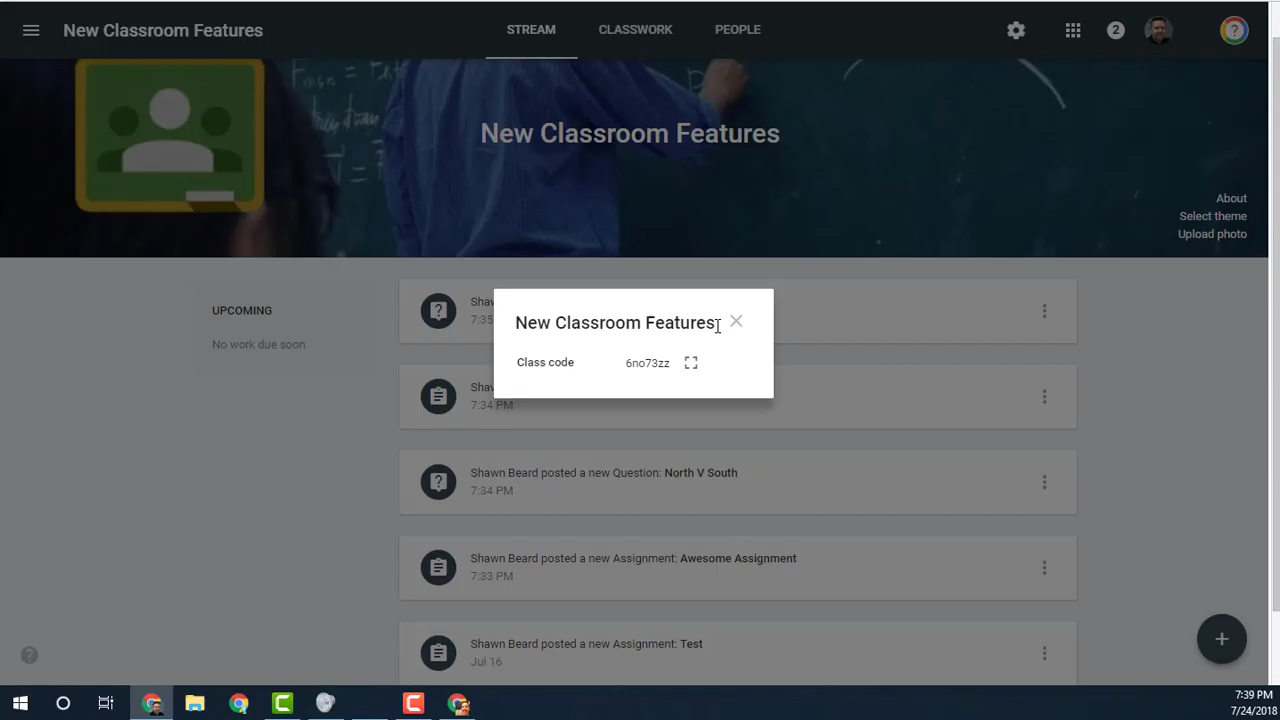 New Classroom Features
STREAM CLASSWORK PEOPLE
2
New Classroom Features
About
Select theme
Upload photo
UPCOMING
No work due soon
7:35
New Classroom Features
Class code 6no73zz
7:34 PM
Shawn Beard posted a new Question: North V South
7:34 PM
Shawn Beard posted a new Assignment: Awesome Assignment
7:33 PM
Shawn Beard posted a new Assignment: Test
Jul 16
7:39 PM
7/24/2018